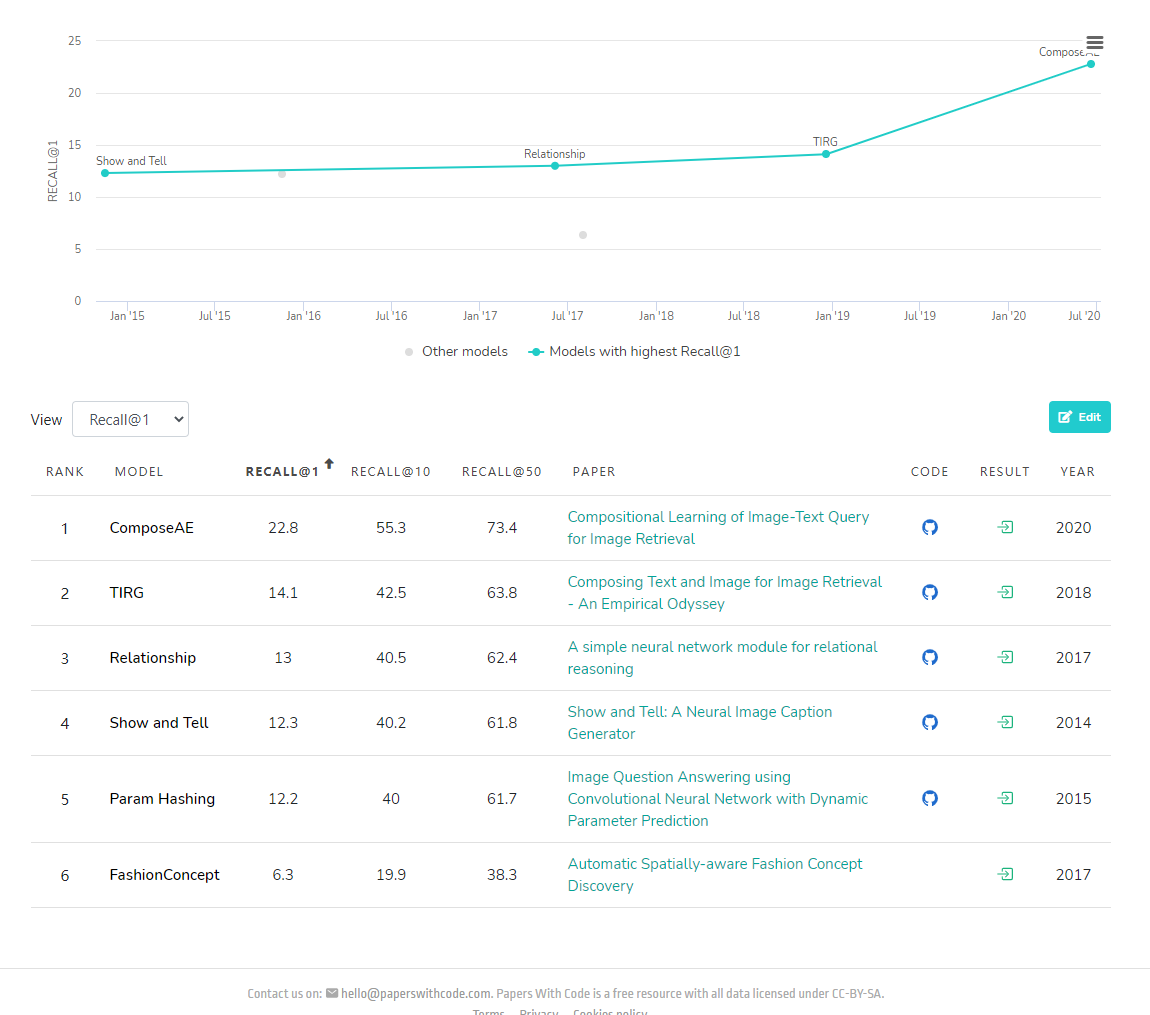 25
ComposeAE
20
15
TIRG
Relationship
Show and Tell
RECALL@1
10
5
0
Jan '15 Jul '15 Jan '16 Jul '16 Jan '17 Jul '17 Jan '18 Jul '18 Jan '19 Jul '19 Jan '20 Jul '20
Other models Models with highest Recall@1
View Recall@1 Edit
RANK MODEL RECALL@1 RECALL@10 RECALL@50 PAPER CODE RESULT YEAR
1 ComposeAE 22.8 55.3 73.4 Compositional Learning of Image-Text Query
for Image Retrieval 2020
2 TIRG 14.1 42.5 63.8 Composing Text and Image for Image Retrieval
- An Empirical Odyssey 2018
3 Relationship 13 40.5 62.4 A simple neural network module for relational
reasoning 2017
4 Show and Tell 12.3 40.2 61.8 Show and Tell: A Neural Image Caption
Generator 2014
5 Param Hashing 12.2 40 61.7 Image Question Answering using
Convolutional Neural Network with Dynamic
Parameter Prediction 2015
6 FashionConcept 6.3 19.9 38.3 Automatic Spatially-aware Fashion Concept
Discovery 2017
Contact us on: hello@paperswithcode.com. Papers With Code is a free resource with all data licensed under CC-BY-SA.
Terms Privacy Cookies policy